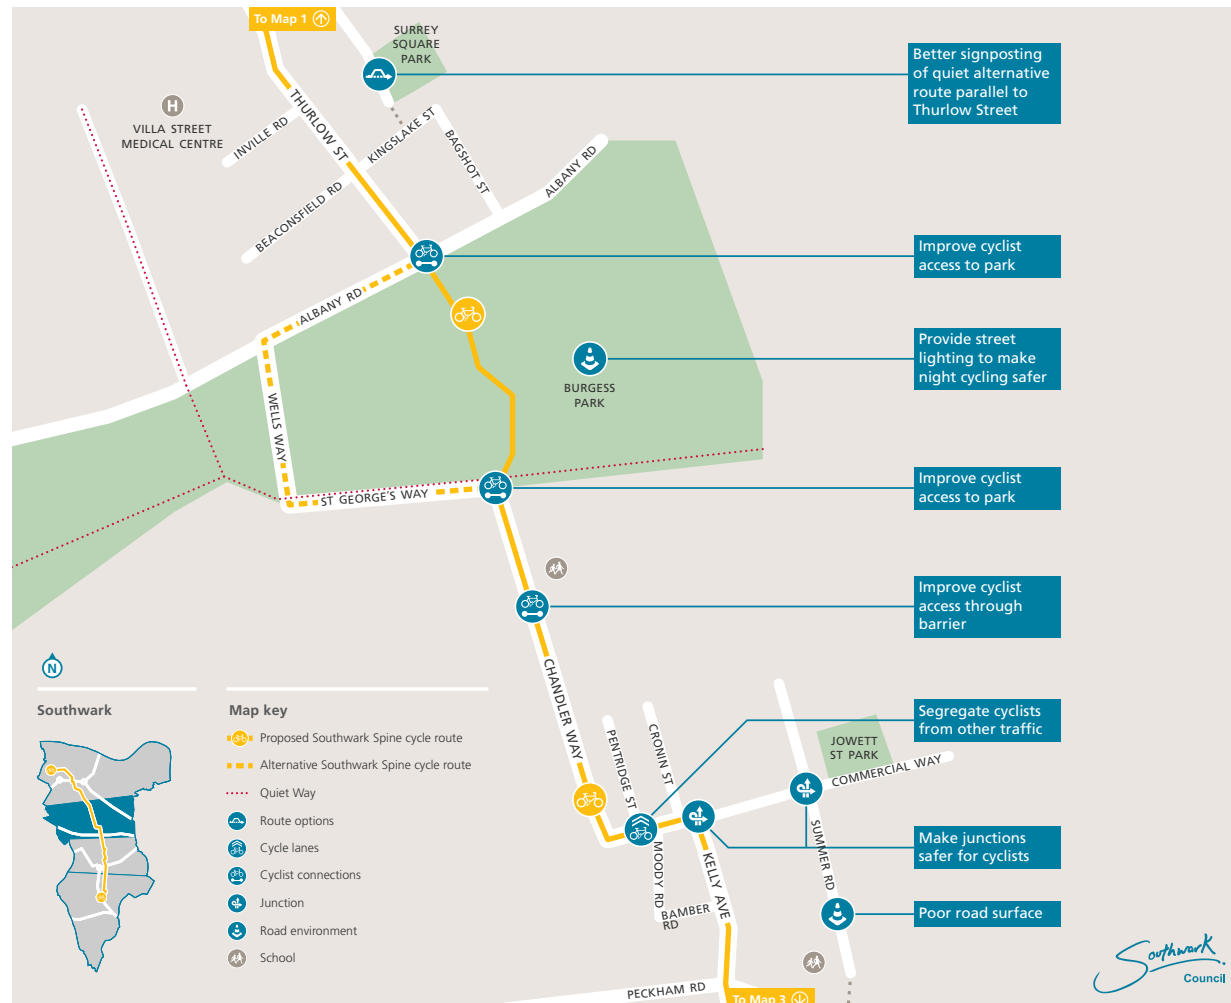 To Map 1
SURREY
SQUARE
PARK
Better signposting
of quiet alternative
route parallel to
Thurlow Street
H
VILLA STREET
MEDICAL CENTRE
INVILLE RD
THURLOW ST
KINGSLAKE ST
BAGSHOT ST
ALBANY RD
BEACONSFIELD RD
Improve cyclist
access to park
ALBANY RD
Provide street
lighting to make
night cycling safer
BURGESS
PARK
WELLS WAY
ST GEORGE'S WAY
Improve cyclist
access to park
Improve cyclist
access through
barrier
N
CHANDLER WAY
Southwark
Map key
Proposed Southwark Spine cycle route
Alternative Southwark Spine cycle route
Quiet Way
Route options
Cycle lanes
Cyclist connections
Junction
Road environment
School
PENTRIDGE ST
CRONIN ST
Segregate cyclists
from other traffic
JOWETT
ST PARK
COMMERCIAL WAY
MOODY RD
KELLY AVE
SUMMER RD
Make junctions
safer for cyclists
BAMBER
RD
Poor road surface
PECKHAM RD
To Map 3
Southwark
Council